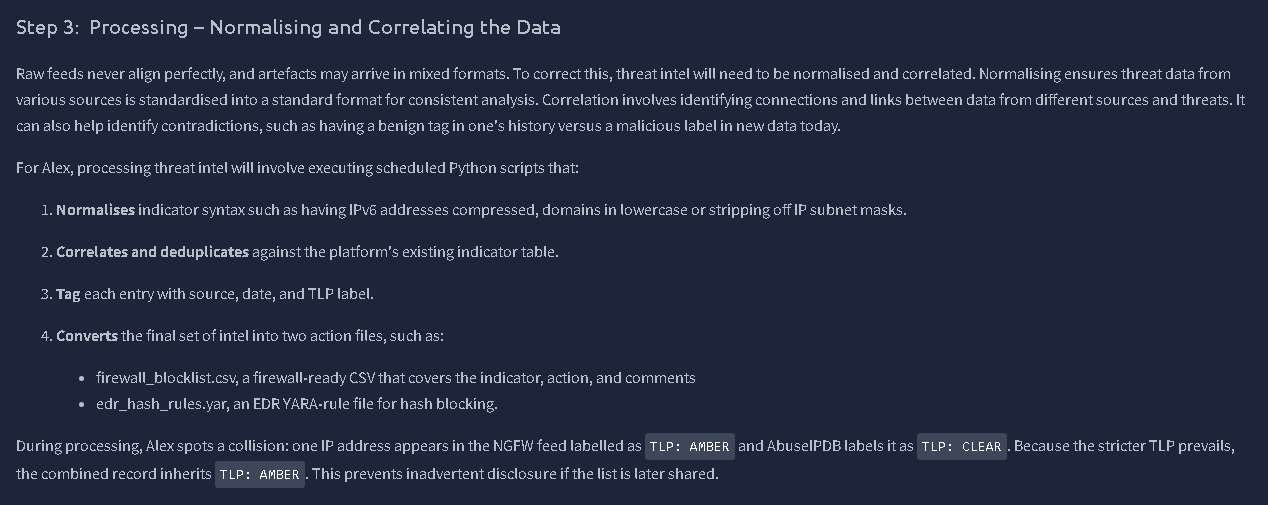 Step 3: Processing – Normalising and Correlating the Data
Raw feeds never align perfectly, and artefacts may arrive in mixed formats. To correct this, threat intel will need to be normalised and correlated. Normalising ensures threat data from
various sources is standardised into a standard format for consistent analysis. Correlation involves identifying connections and links between data from different sources and threats. It
can also help identify contradictions, such as having a benign tag in one's history versus a malicious label in new data today.
For Alex, processing threat intel will involve executing scheduled Python scripts that:
1. Normalises indicator syntax such as having IPv6 addresses compressed, domains in lowercase or stripping off IP subnet masks.
2. Correlates and deduplicates against the platform's existing indicator table.
3. Tag each entry with source, date, and TLP label.
4. Converts the final set of intel into two action files, such as:
• firewall_blocklist.csv, a firewall-ready CSV that covers the indicator, action, and comments
• edr_hash_rules.yar, an EDR YARA-rule file for hash blocking.
During processing, Alex spots a collision: one IP address appears in the NGFW feed labelled as TLP: AMBER and AbuseIPDB labels it as TLP: CLEAR. Because the stricter TLP prevails,
the combined record inherits TLP: AMBER. This prevents inadvertent disclosure if the list is later shared.